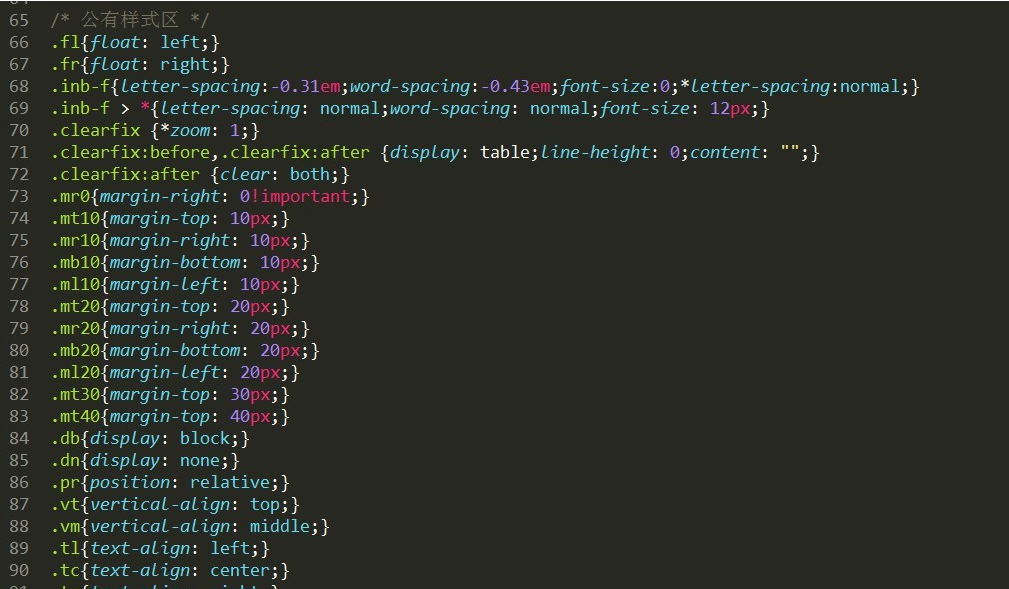 65 /* 公有样式区 */
66 .fl{float: left;}
67 .fr{float: right;}
68 .inb-f{letter-spacing:-0.31em;word-spacing:-0.43em;font-size:0;*letter-spacing:normal;}
69 .inb-f > *{letter-spacing: normal;word-spacing: normal;font-size: 12px;}
70 .clearfix {*zoom: 1;}
71 .clearfix:before,.clearfix:after {display: table;line-height: 0;content: "";}
72 .clearfix:after {clear: both;}
73 .mr0{margin-right: 0!important;}
74 .mt10{margin-top: 10px;}
75 .mr10{margin-right: 10px;}
76 .mb10{margin-bottom: 10px;}
77 .ml10{margin-left: 10px;}
78 .mt20{margin-top: 20px;}
79 .mr20{margin-right: 20px;}
80 .mb20{margin-bottom: 20px;}
81 .ml20{margin-left: 20px;}
82 .mt30{margin-top: 30px;}
83 .mt40{margin-top: 40px;}
84 .db{display: block;}
85 .dn{display: none;}
86 .pr{position: relative;}
87 .vt{vertical-align: top;}
88 .vm{vertical-align: middle;}
89 .tl{text-align: left;}
90 .tc{text-align: center;}